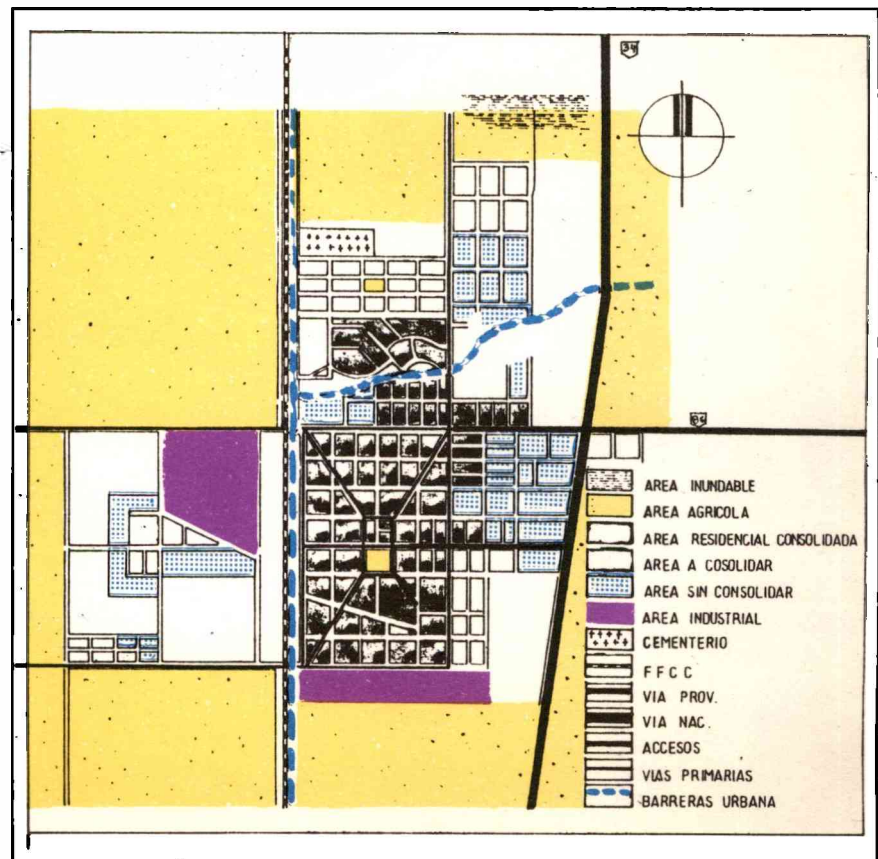 34
34
AREA INUNDABLE
AREA AGRICOLA
AREA RESIDENCIAL CONSOLIDADA
AREA A COSOLIDAR
AREA SIN CONSOLIDAR
AREA INDUSTRIAL
CEMENTERIO
FFCC
VIA PROV.
VIA NAC.
ACCESOS
VIAS PRIMARIAS
BARRERAS URBANA